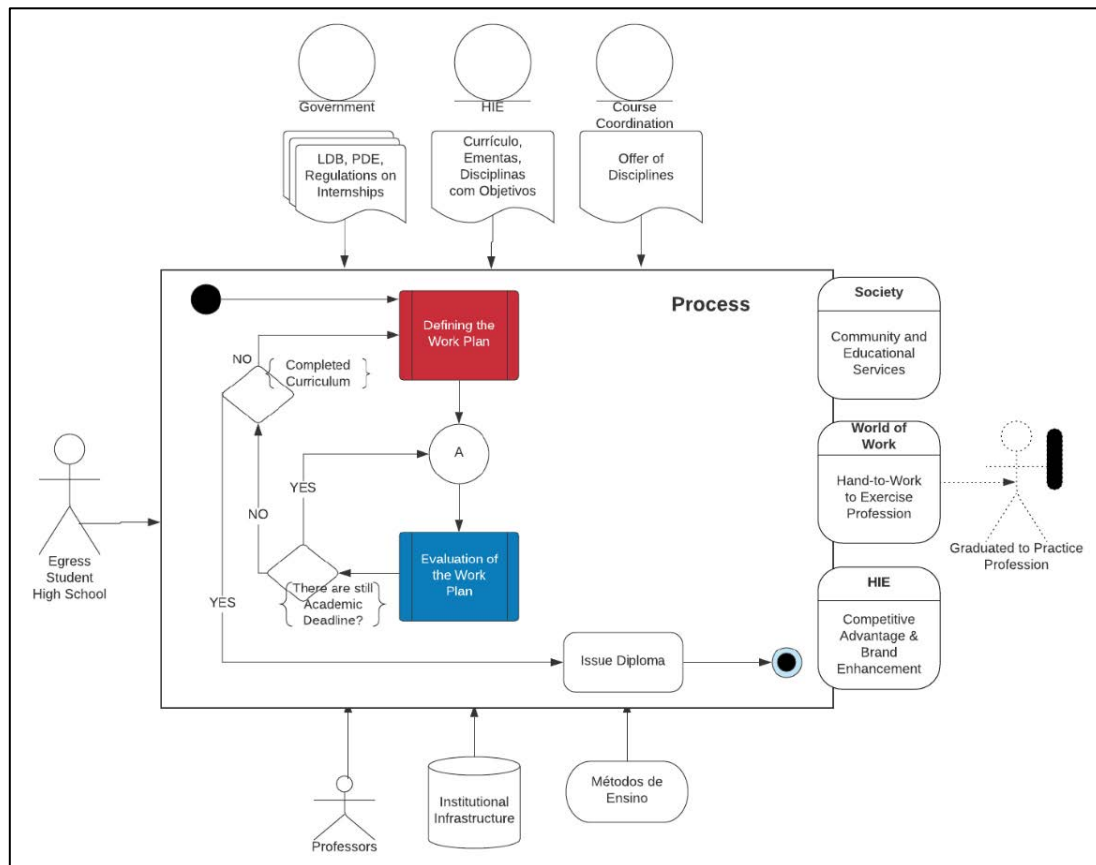 Government
HIE
Course
Coordination
LDB, PDE,
Regulations on
Internships
Currículo,
Ementas,
Disciplinas
com Objetivos
Offer of
Disciplines
Process
Defining the
Work Plan
NO
Completed
Curriculum
A
YES
NO
Evaluation of
the Work
Plan
There are still
Academic
Deadline?
YES
Issue Diploma
Egress
Student
High School
Society
Community and
Educational
Services
World of
Work
Hand-to-Work
to Exercise
Profession
HIE
Competitive
Advantage &
Brand
Enhancement
Graduated to Practice
Profession
Professors
Institutional
Infrastructure
Métodos de
Ensino